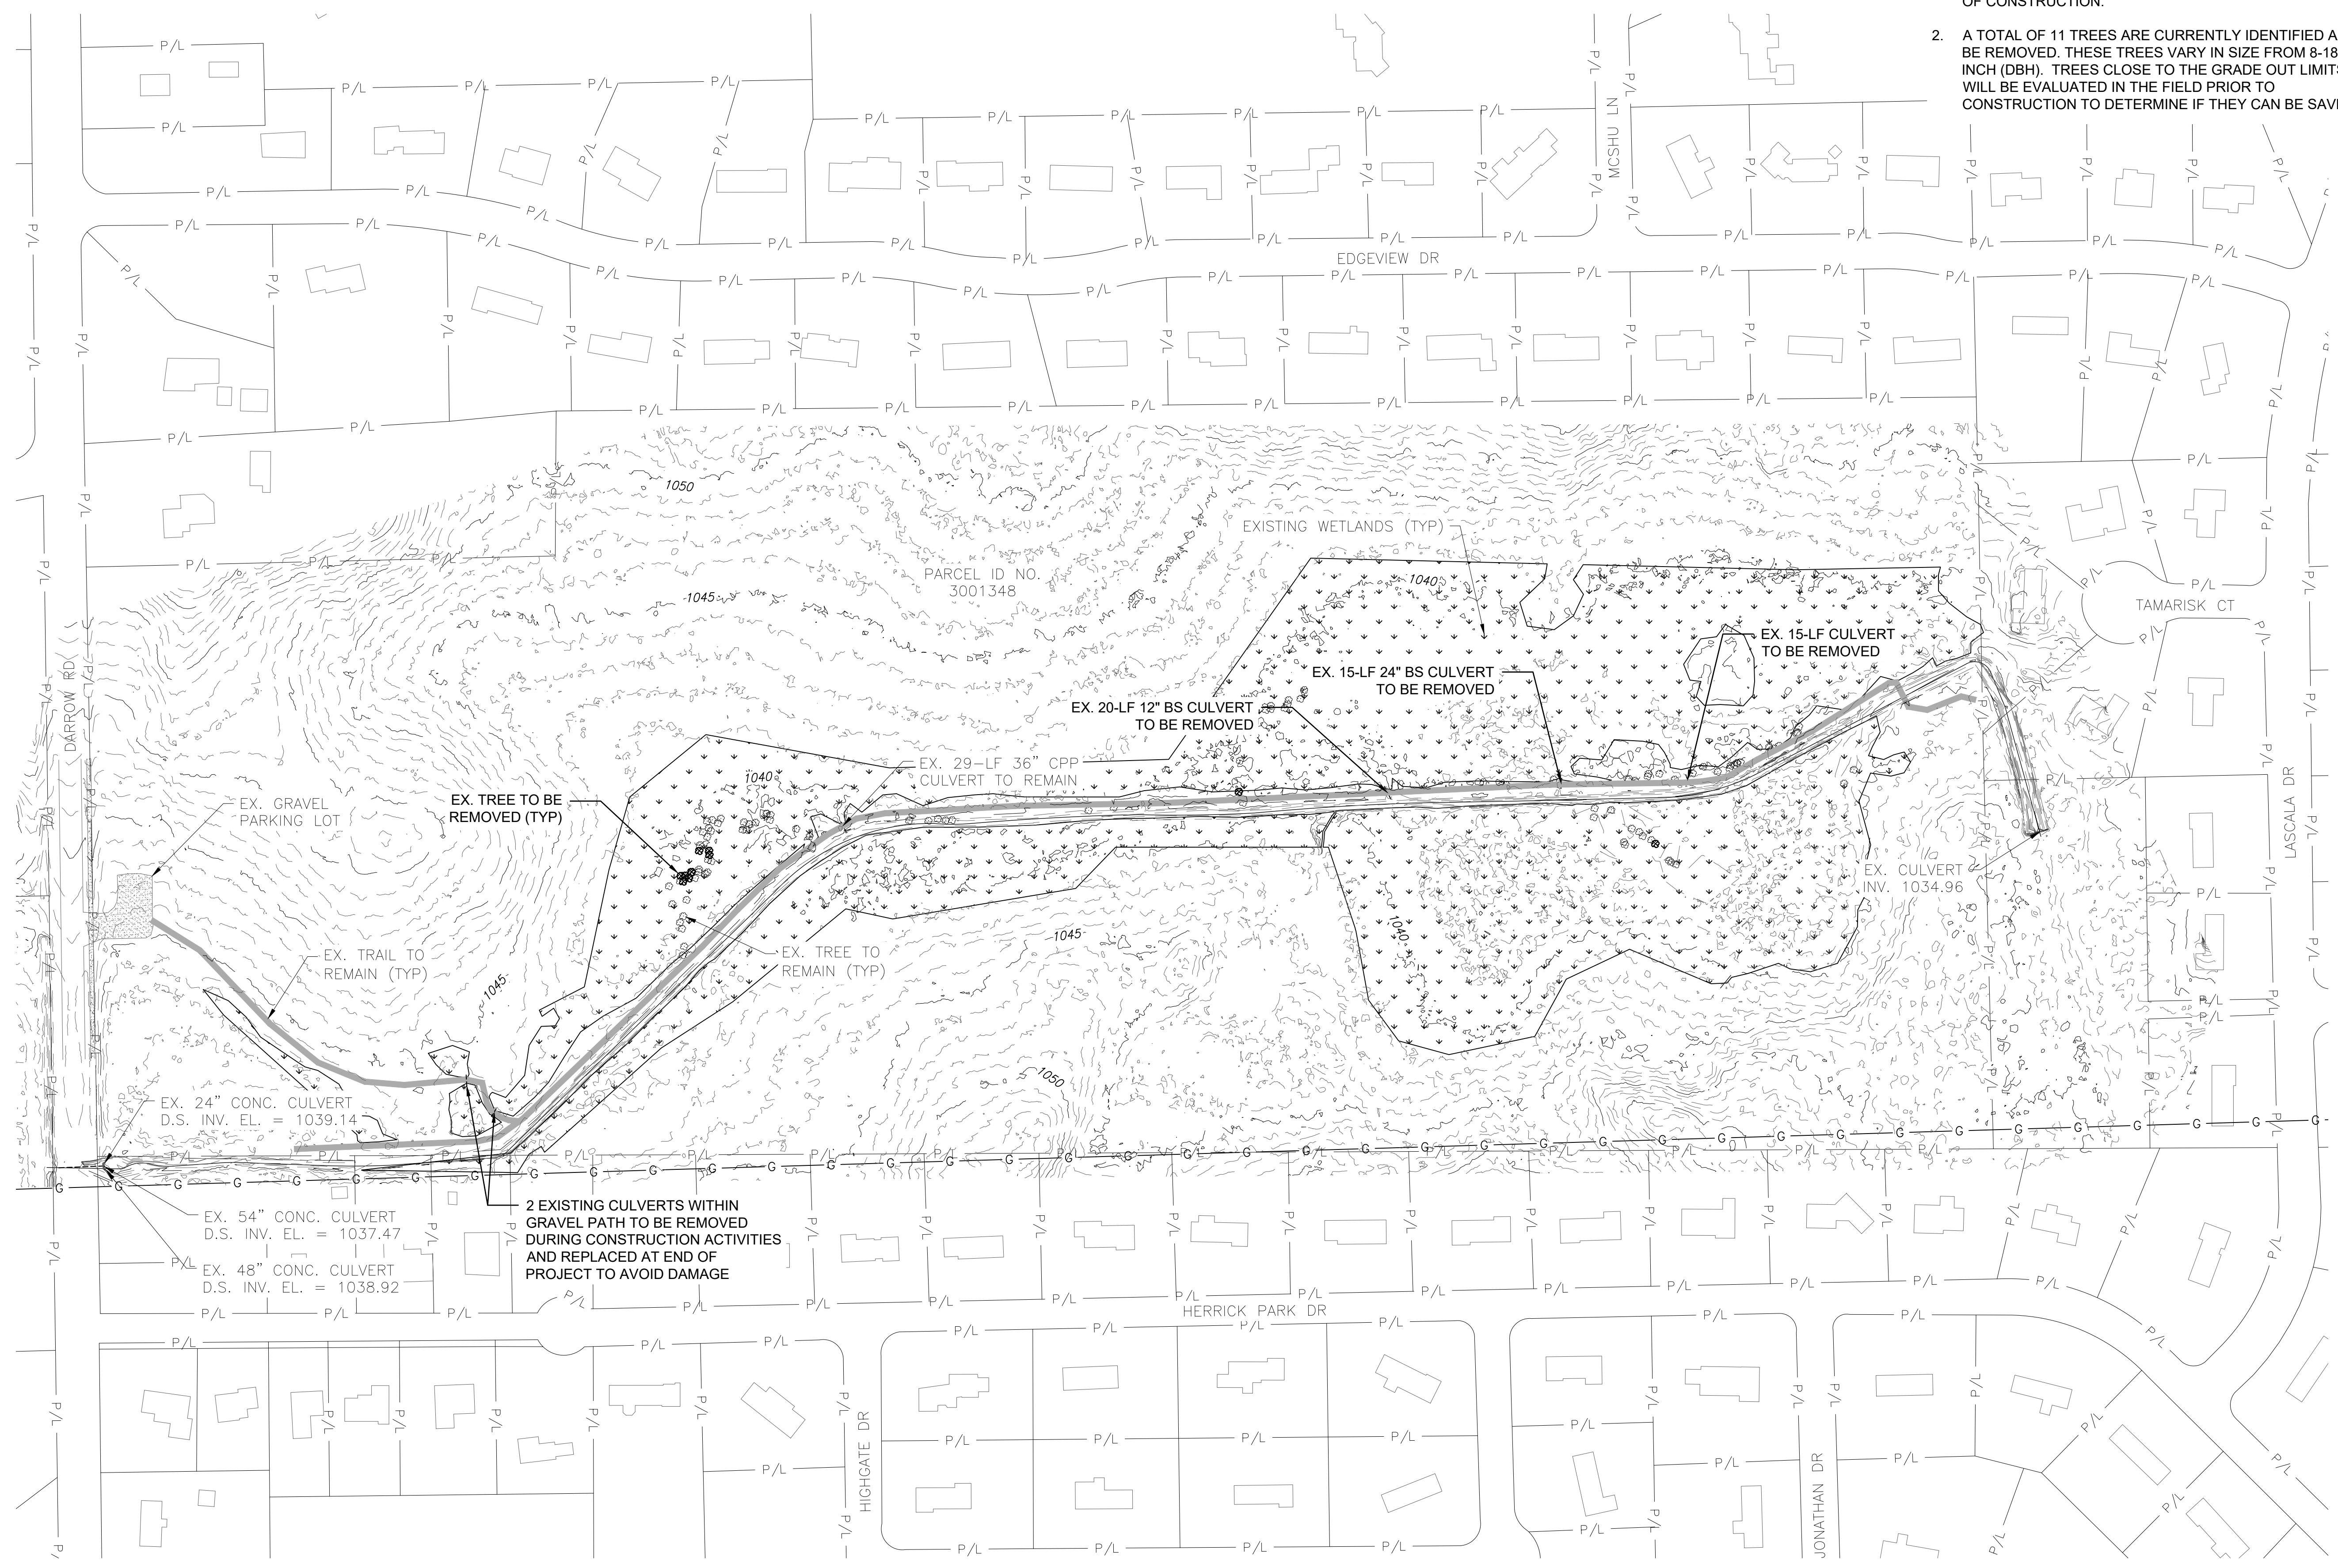 OF CONSTRUCTION.
2. A TOTAL OF 11 TREES ARE CURRENTLY IDENTIFIED A
BE REMOVED. THESE TREES VARY IN SIZE FROM 8-18
INCH (DBH). TREES CLOSE TO THE GRADE OUT LIMIT
WILL BE EVALUATED IN THE FIELD PRIOR TO
CONSTRUCTION TO DETERMINE IF THEY CAN BE SAV
MCSHU LN
EDGEVIEW DR
P/L
1050
EXISTING WETLANDS (TYP)
PARCEL ID NO.
3001348
1045
1040
TAMARISK CT
DARROW RD
EX. 15-LF CULVERT
TO BE REMOVED
EX. 15-LF 24" BS CULVERT
TO BE REMOVED
EX. 20-LF 12" BS CULVERT
TO BE REMOVED
EX. 29-LF 36" CPP
CULVERT TO REMAIN
1040
EX. GRAVEL
PARKING LOT
EX. TREE TO BE
REMOVED (TYP)
LASCALA DR
EX. CULVERT
INV. 1034.96
1040
1045
EX. TREE TO
REMAIN (TYP)
EX. TRAIL TO
REMAIN (TYP)
1045
1050
EX. 24" CONC. CULVERT
D.S. INV. EL. = 1039.14
G
2 EXISTING CULVERTS WITHIN
GRAVEL PATH TO BE REMOVED
DURING CONSTRUCTION ACTIVITIES
AND REPLACED AT END OF
PROJECT TO AVOID DAMAGE
EX. 54" CONC. CULVERT
D.S. INV. EL. = 1037.47
EX. 48" CONC. CULVERT
D.S. INV. EL. = 1038.92
HERRICK PARK DR
HIGHGATE DR
JONATHAN DR